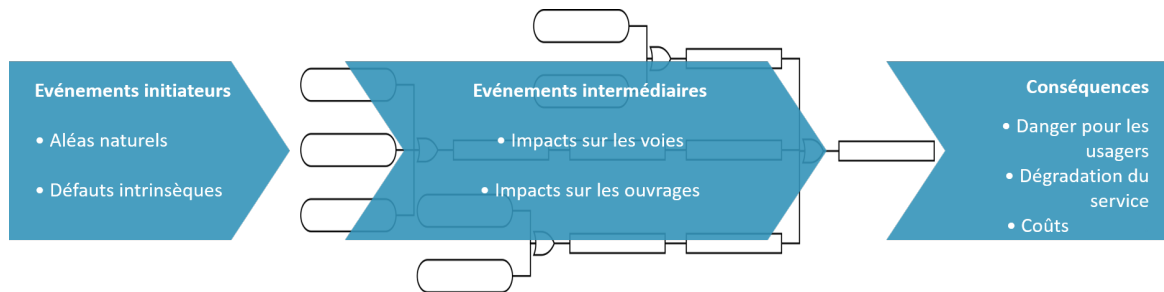 Evénements initiateurs
• Aléas naturels
• Défauts intrinsèques
Evénements intermédiaires
• Impacts sur les voies
• Impacts sur les ouvrages
Conséquences
• Danger pour les
usagers
• Dégradation du
service
• Coûts